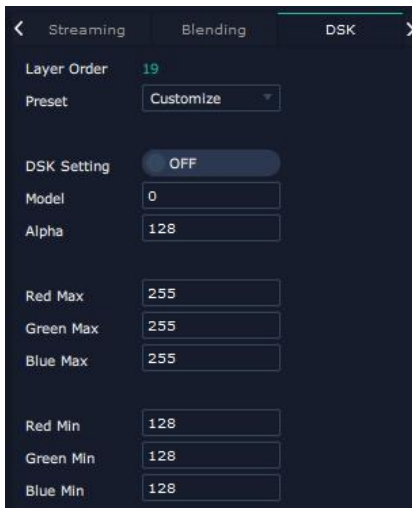 Streaming Blending DSK
Layer Order 19
Preset Customize
DSK Setting OFF
Model 0
Alpha 128
Red Max 255
Green Max 255
Blue Max 255
Red Min 128
Green Min 128
Blue Min 128